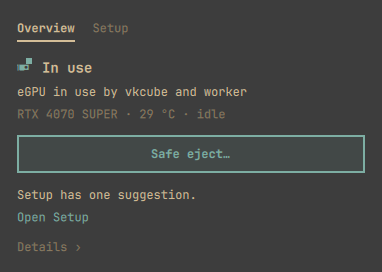 Overview Setup
In use
eGPU in use by vkcube and worker
RTX 4070 SUPER · 29 °C · idle
Safe eject…
Setup has one suggestion.
Open Setup
Details ›